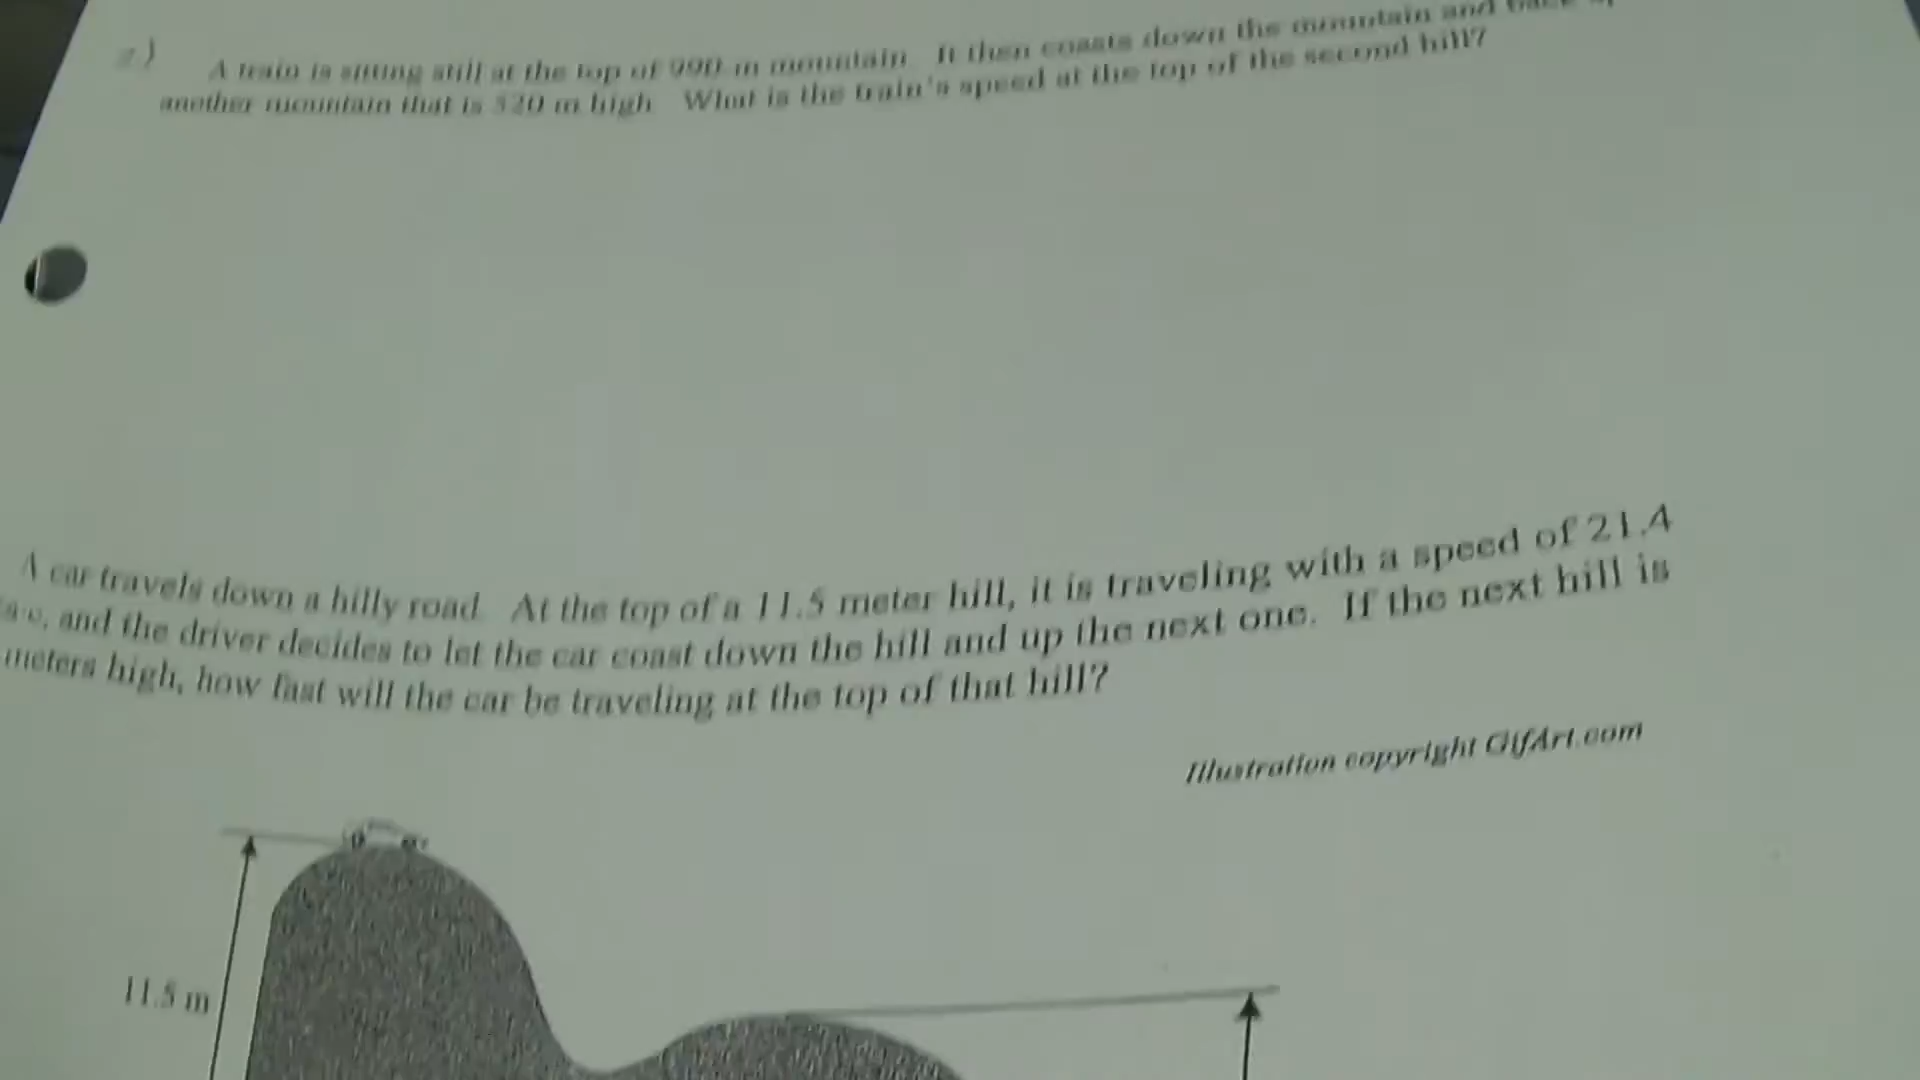 2)
A train is sitting still at the top of 990 m mountain. It then coasts down the mountain and back
another mountain that is 520 m high. What is the train's speed at the top of the second hill?
A car travels down a hilly road. At the top of a 11.5 meter hill, it is traveling with a speed of 21.4
and the driver decides to let the car coast down the hill and up the next one. If the next hill is
meters high, how fast will the car be traveling at the top of that hill?
Illustration copyright GifArt.com
11.5 m